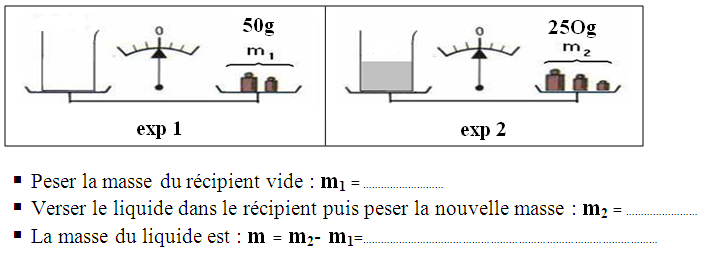 0 50g 0 25Og
m1 m2
exp 1 exp 2
▪ Peser la masse du récipient vide : m1 = ..............................
▪ Verser le liquide dans le récipient puis peser la nouvelle masse : m2 = ..........................
▪ La masse du liquide est : m = m2- m1=..............................................................................................